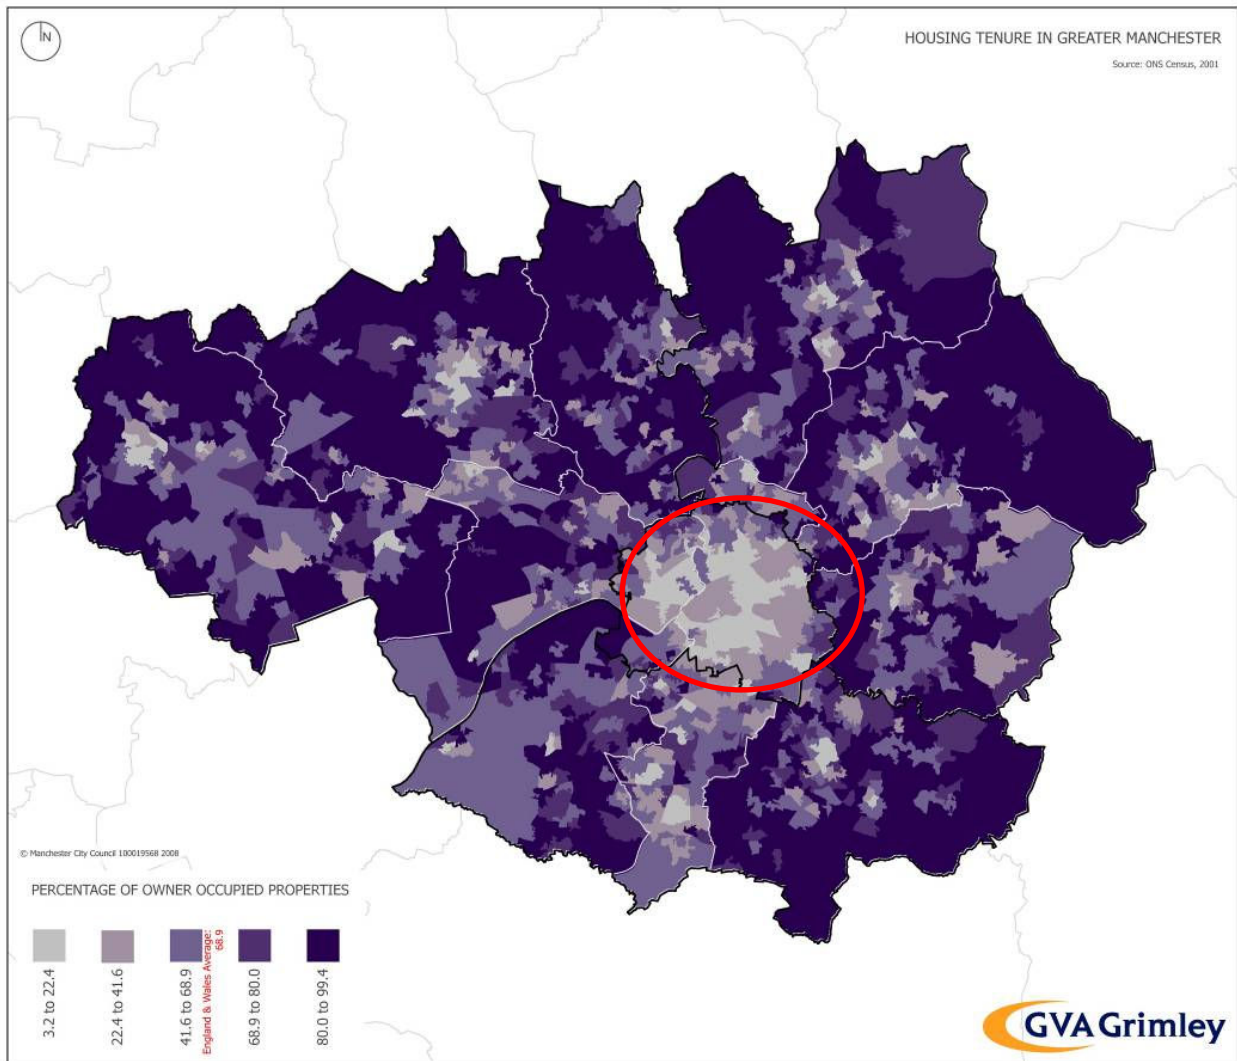 N
HOUSING TENURE IN GREATER MANCHESTER
Source: ONS Census, 2001
© Manchester City Council 100019568 2008
PERCENTAGE OF OWNER OCCUPIED PROPERTIES
3.2 to 22.4
22.4 to 41.6
41.6 to 68.9
England & Wales Average:
68.9
68.9 to 80.0
80.0 to 99.4
GVA Grimley